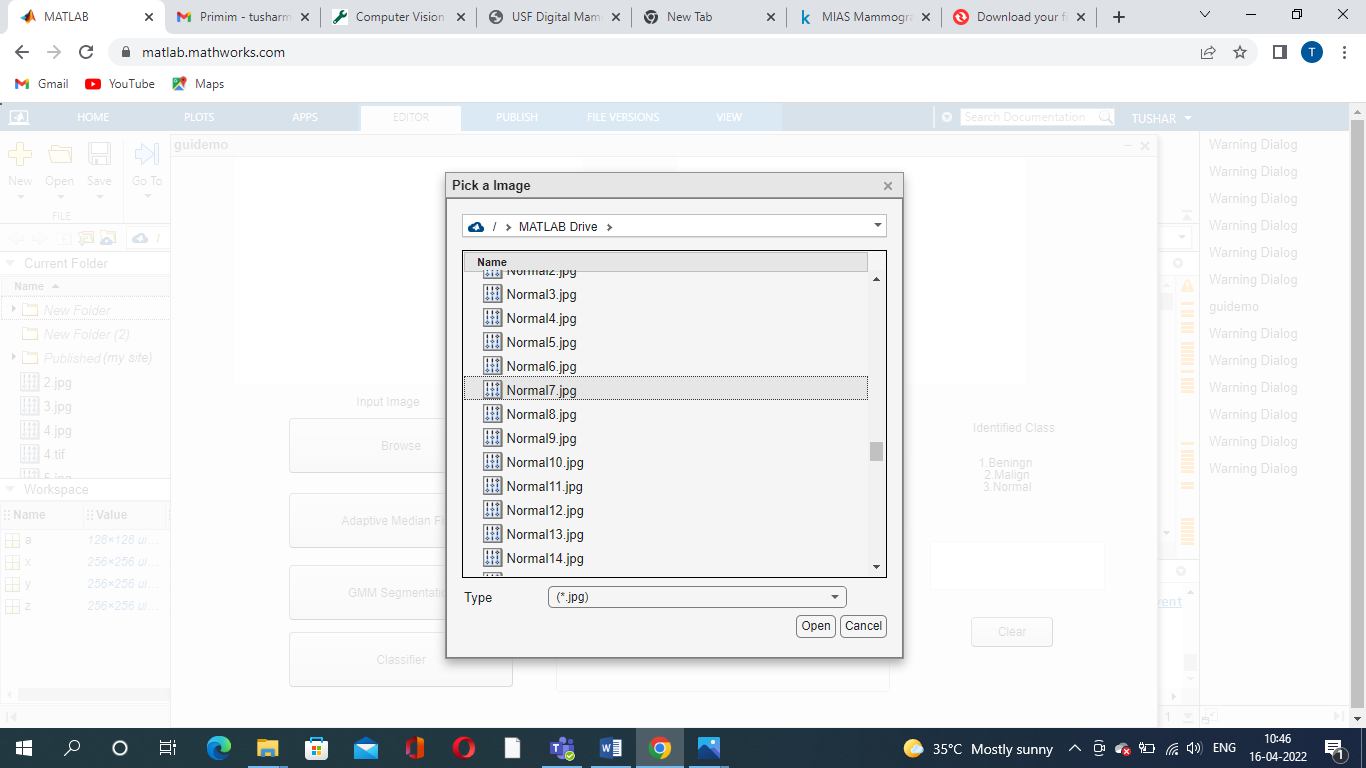 MATLAB
Primim - tusharm
Computer Vision
USF Digital Mam
New Tab
MIAS Mammogra
Download your f
matlab.mathworks.com
T
Gmail
YouTube
Maps
HOME
PLOTS
APPS
EDITOR
PUBLISH
FILE VERSIONS
VIEW
Search Documentation
TUSHAR
New
Open
Save
Go To
FILE
/
guidemo
Current Folder
Name
New Folder
New Folder (2)
Published (my site)
2.jpg
3.jpg
4.jpg
4.tif
5.jpg
Workspace
Name
Value
a
128×128 ui...
x
256×256 ui...
y
256×256 ui...
z
256×256 ui...
Input Image
Browse
Adaptive Median Fi
GMM Segmentatio
Classifier
Pick a Image
/
MATLAB Drive
Name
Normal2.jpg
Normal3.jpg
Normal4.jpg
Normal5.jpg
Normal6.jpg
Normal7.jpg
Normal8.jpg
Normal9.jpg
Normal10.jpg
Normal11.jpg
Normal12.jpg
Normal13.jpg
Normal14.jpg
Type
(*.jpg)
Open
Cancel
Identified Class
1.Beningn
2.Malign
3.Normal
Clear
vent
1
Warning Dialog
Warning Dialog
Warning Dialog
Warning Dialog
Warning Dialog
Warning Dialog
guidemo
Warning Dialog
Warning Dialog
Warning Dialog
Warning Dialog
Warning Dialog
Warning Dialog
35°C Mostly sunny
ENG
10:46
16-04-2022
1